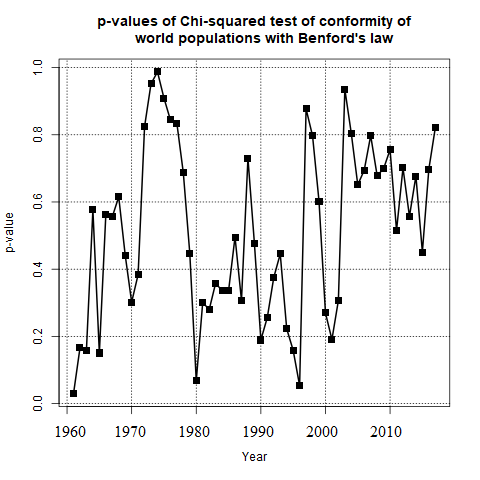 p-values of Chi-squared test of conformity of
world populations with Benford's law
1.0
0.8
0.6
0.4
0.2
0.0
p-value
1960 1970 1980 1990 2000 2010
Year